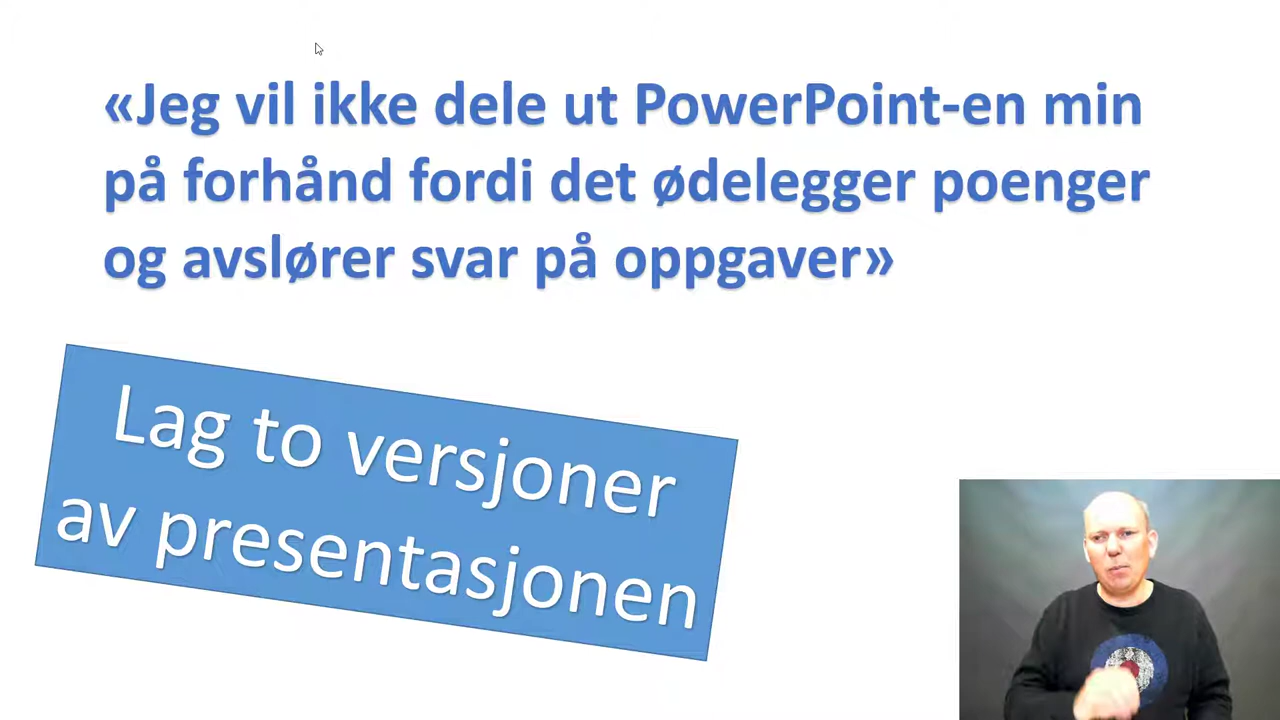 «Jeg vil ikke dele ut PowerPoint-en min
på forhånd fordi det ødelegger poenger
og avslører svar på oppgaver»
Lag to versjoner
av presentasjonen